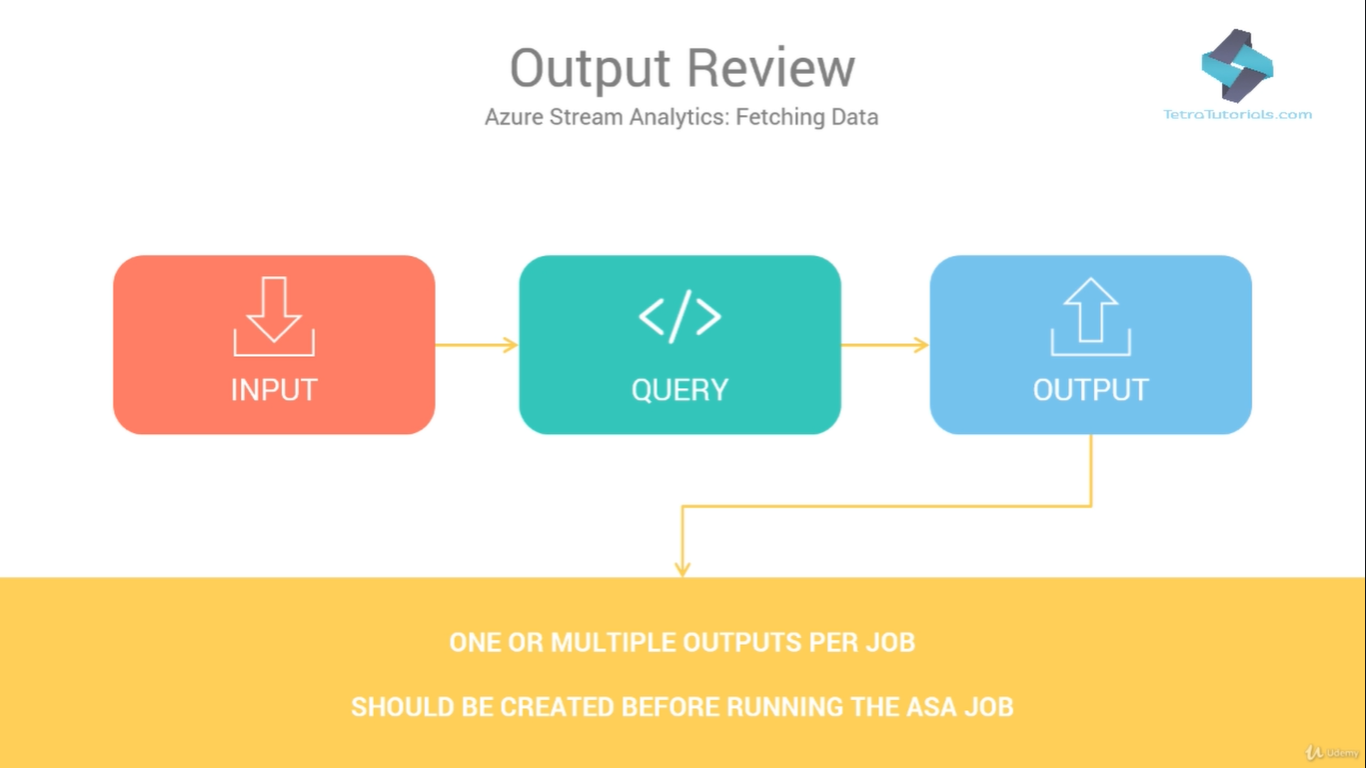 Output Review
Azure Stream Analytics: Fetching Data
TetraTutorials.com
INPUT
</>
QUERY
OUTPUT
ONE OR MULTIPLE OUTPUTS PER JOB
SHOULD BE CREATED BEFORE RUNNING THE ASA JOB
Udemy